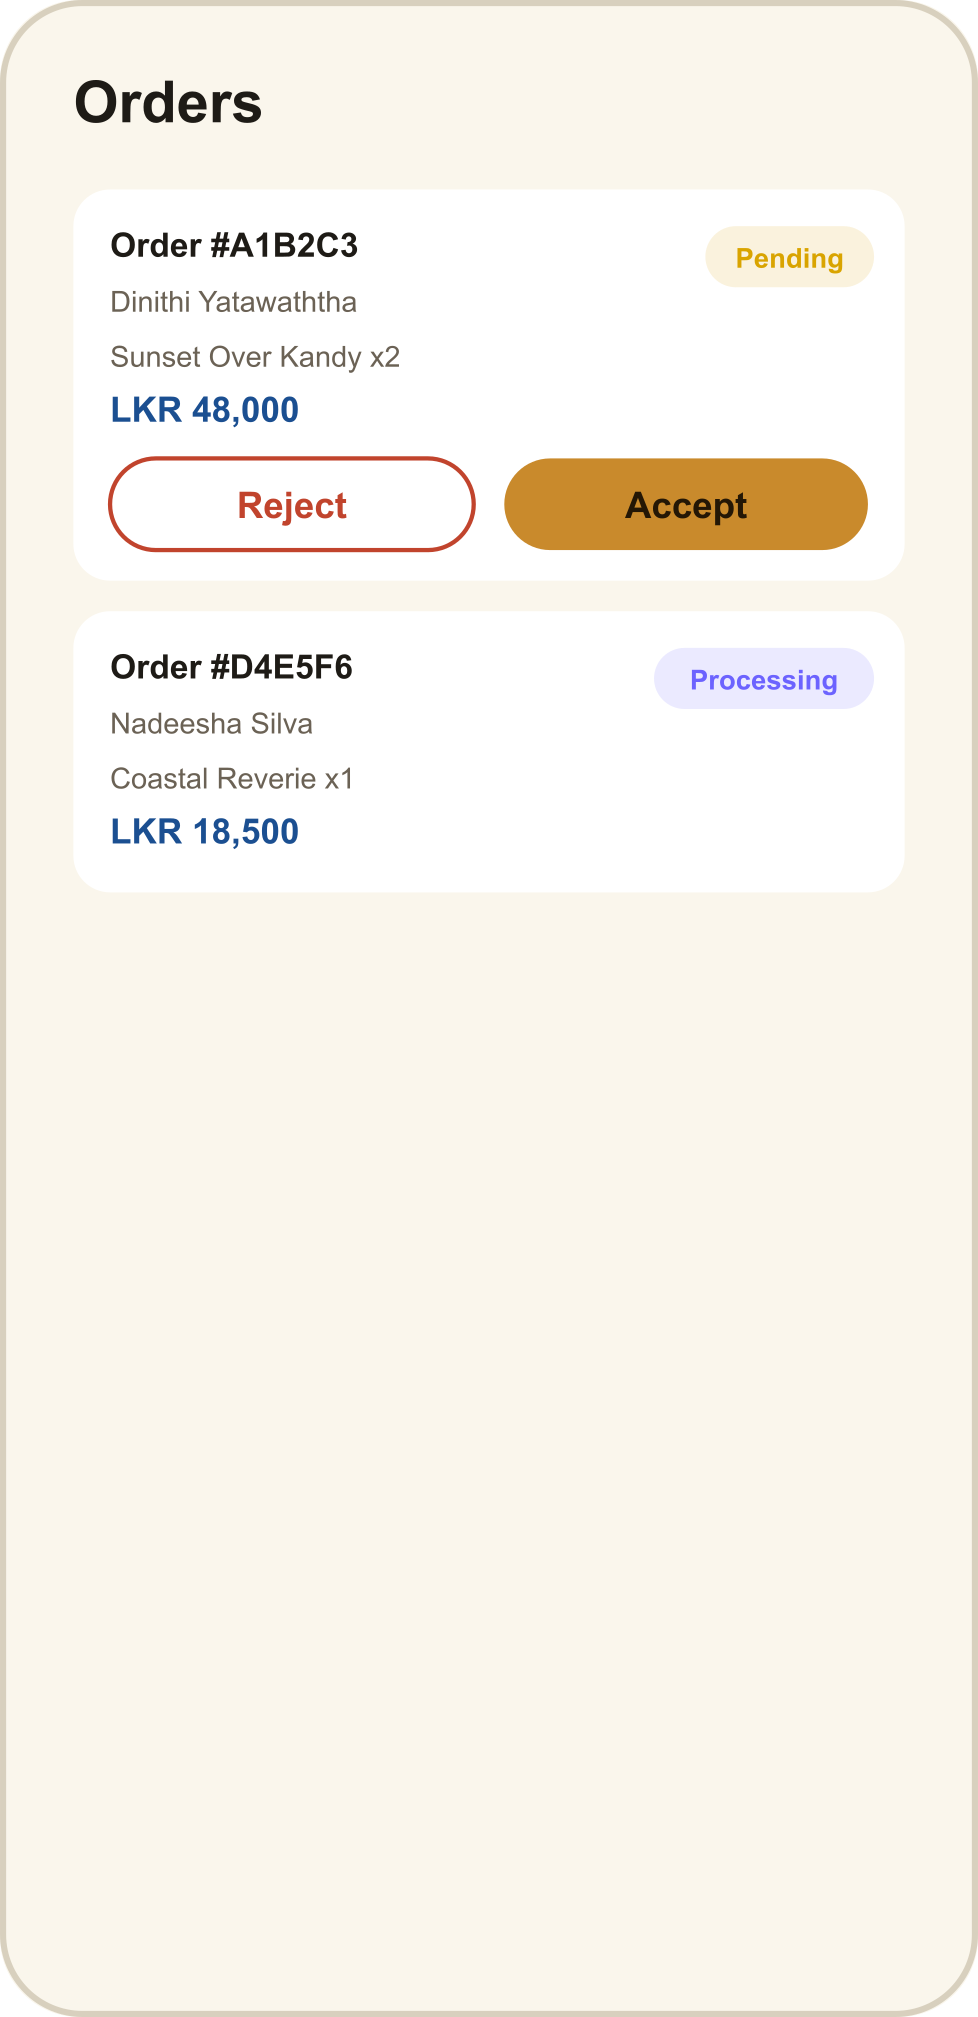 Orders
Order #A1B2C3
Pending
Dinithi Yatawaththa
Sunset Over Kandy x2
LKR 48,000
Reject
Accept
Order #D4E5F6
Processing
Nadeesha Silva
Coastal Reverie x1
LKR 18,500